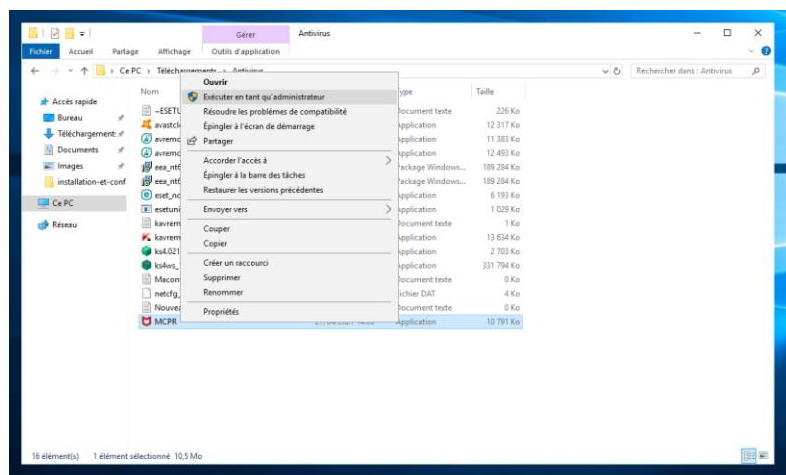 Gérer
Antivirus
Fichier
Accueil
Partage
Affichage
Outils d'application
Ce PC > Téléchargements > Antivirus
Rechercher dans : Antivirus
Nom
Type
Taille
Accès rapide
Bureau
Téléchargement
Documents
Images
installation-et-conf
Ce PC
Réseau
Ouvrir
Exécuter en tant qu'administrateur
Résoudre les problèmes de compatibilité
Épingler à l'écran de démarrage
Partager
Accorder l'accès à
Épingler à la barre des tâches
Restaurer les versions précédentes
Envoyer vers
Couper
Copier
Créer un raccourci
Supprimer
Renommer
Propriétés
~ESETU Document texte 226 Ko
avastcl Application 12 317 Ko
avremo Application 11 383 Ko
avremo Application 12 493 Ko
eea_nt6 Package Windows... 189 284 Ko
eea_nt6 Package Windows... 189 284 Ko
eset_no Application 6 193 Ko
esetuni Application 1 029 Ko
kavrem Document texte 1 Ko
kavrem Application 13 634 Ko
ks4.021 Application 2 703 Ko
ks4ws_ Application 331 794 Ko
Macon Document texte 0 Ko
netcfg_ Fichier DAT 4 Ko
Nouvea Document texte 0 Ko
MCPR Application 10 791 Ko
16 élément(s) 1 élément sélectionné 10,5 Mo